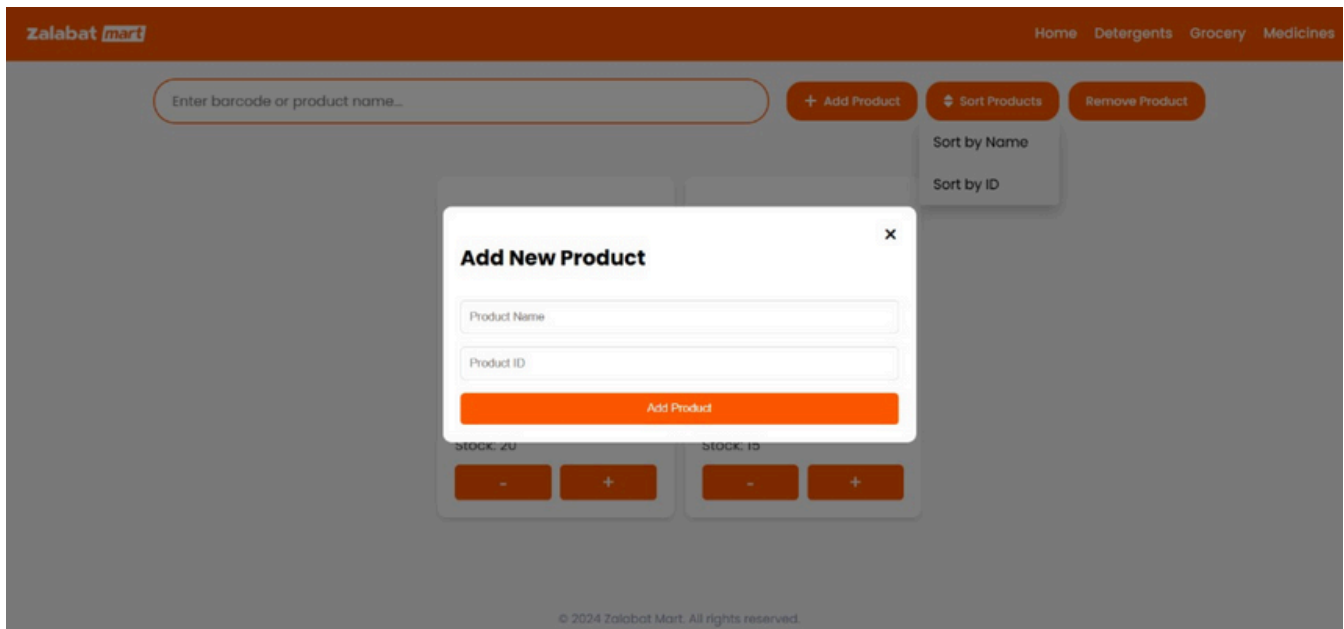 Zalabat mart
Home Detergents Grocery Medicines
Enter barcode or product name...
+ Add Product
Sort Products
Remove Product
Sort by Name
Sort by ID
×
Add New Product
Product Name
Product ID
Add Product
Stock: 20
- +
Stock: 15
- +
© 2024 Zalabat Mart. All rights reserved.